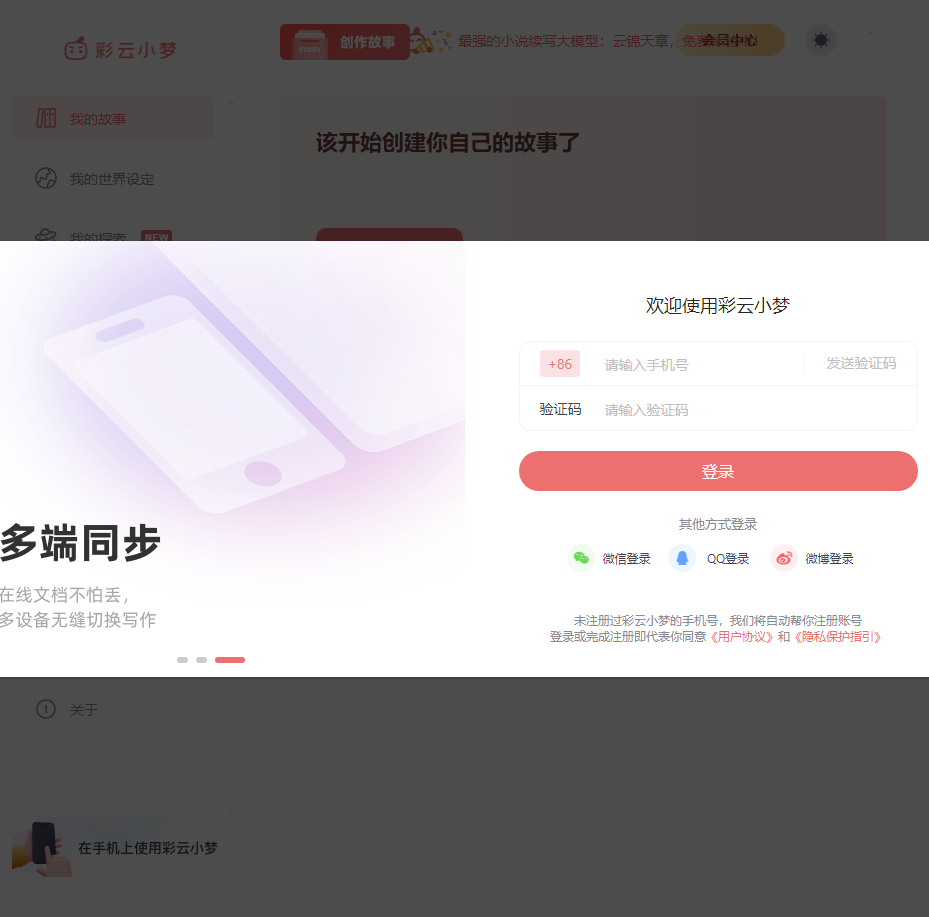 彩云小梦
STORY
创作故事
最强的小说续写大模型：云锦天章，免费
会员中心
我的故事
该开始创建你自己的故事了
我的世界设定
我的探索
NEW
欢迎使用彩云小梦
+86
请输入手机号
发送验证码
验证码
请输入验证码
登录
其他方式登录
微信登录
QQ登录
微博登录
未注册过彩云小梦的手机号，我们将自动帮你注册账号
登录或完成注册即代表你同意《用户协议》和《隐私保护指引》
多端同步
在线文档不怕丢，
多设备无缝切换写作
关于
在手机上使用彩云小梦